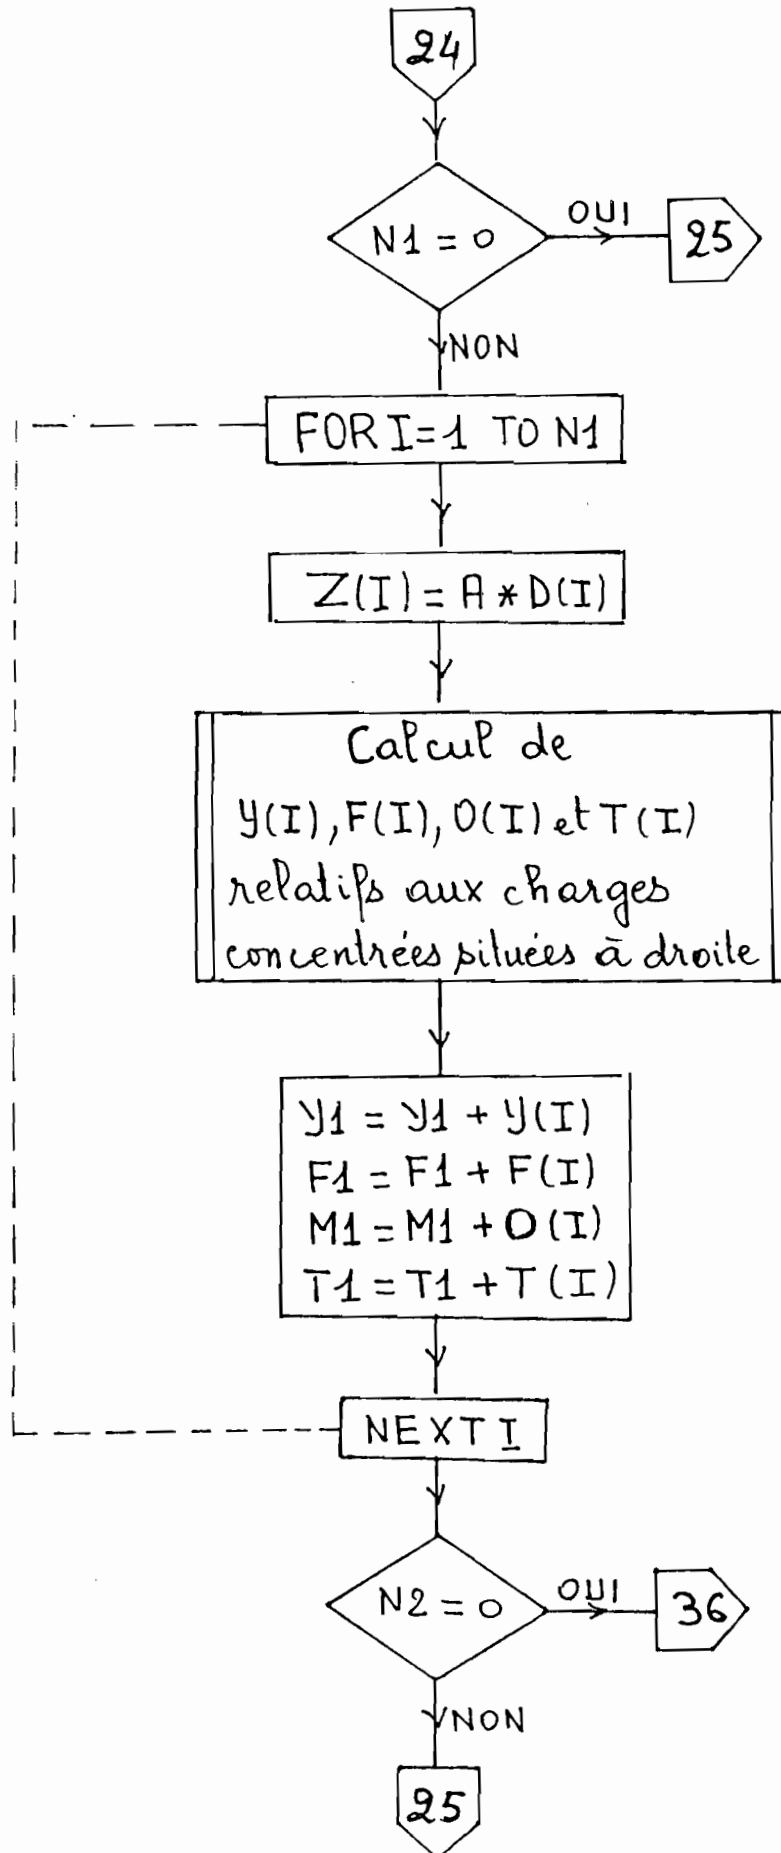 24
N1 = 0
OUI
25
NON
FOR I=1 TO N1
Z(I) = A * D(I)
Calcul de
Y(I), F(I), O(I) et T(I)
relatifs aux charges
concentrées situées à droite
Y1 = Y1 + Y(I)
F1 = F1 + F(I)
M1 = M1 + O(I)
T1 = T1 + T(I)
NEXT I
N2 = 0
OUI
36
NON
25